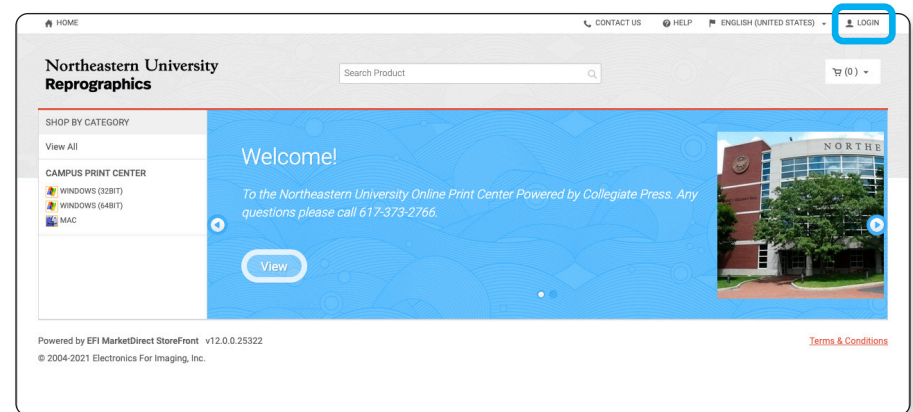 HOME
CONTACT US
HELP
ENGLISH (UNITED STATES)
LOGIN
Northeastern University
Reprographics
Search Product
(0)
SHOP BY CATEGORY
View All
CAMPUS PRINT CENTER
WINDOWS (32BIT)
WINDOWS (64BIT)
MAC
Welcome!
To the Northeastern University Online Print Center Powered by Collegiate Press. Any
questions please call 617-373-2766.
View
NORTHE
Powered by EFI MarketDirect StoreFront v12.0.0.25322
Terms & Conditions
© 2004-2021 Electronics For Imaging, Inc.